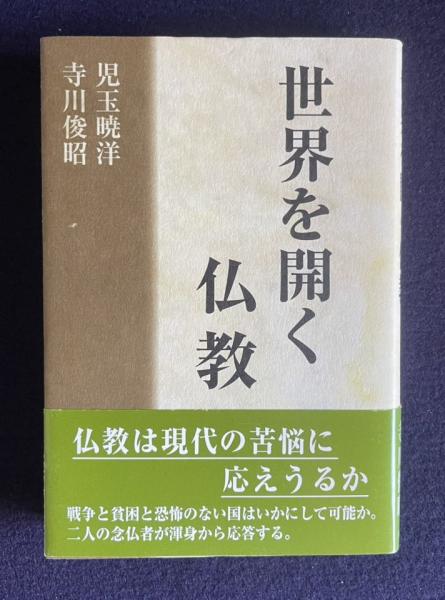 世界を開く
仏教
児玉暁洋
寺川俊昭
仏教は現代の苦悩に
応えうるか
戦争と貧困と恐怖のない国はいかにして可能か。
二人の念仏者が渾身から応答する。